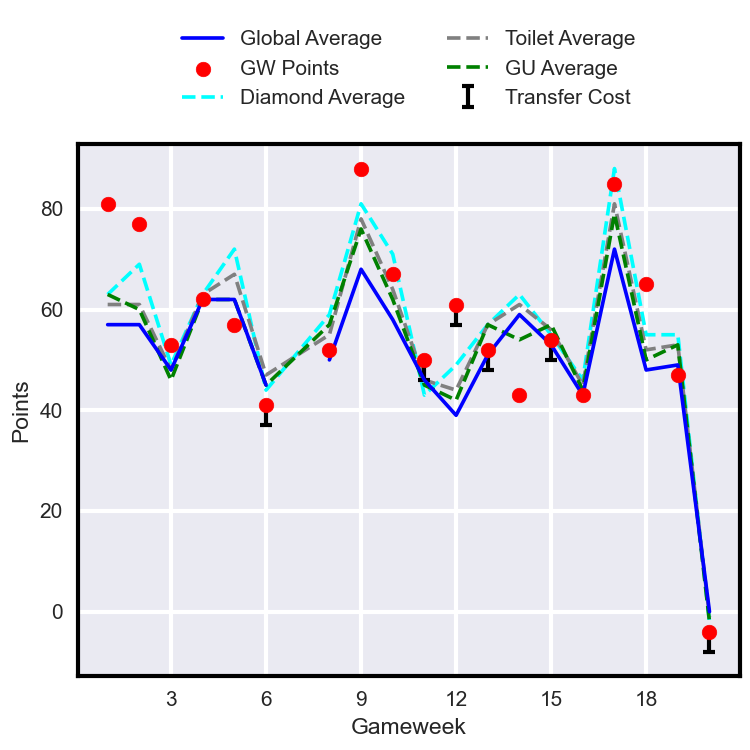 Global Average
GW Points
Diamond Average
Toilet Average
GU Average
Transfer Cost
80
60
40
20
0
Points
3 6 9 12 15 18
Gameweek